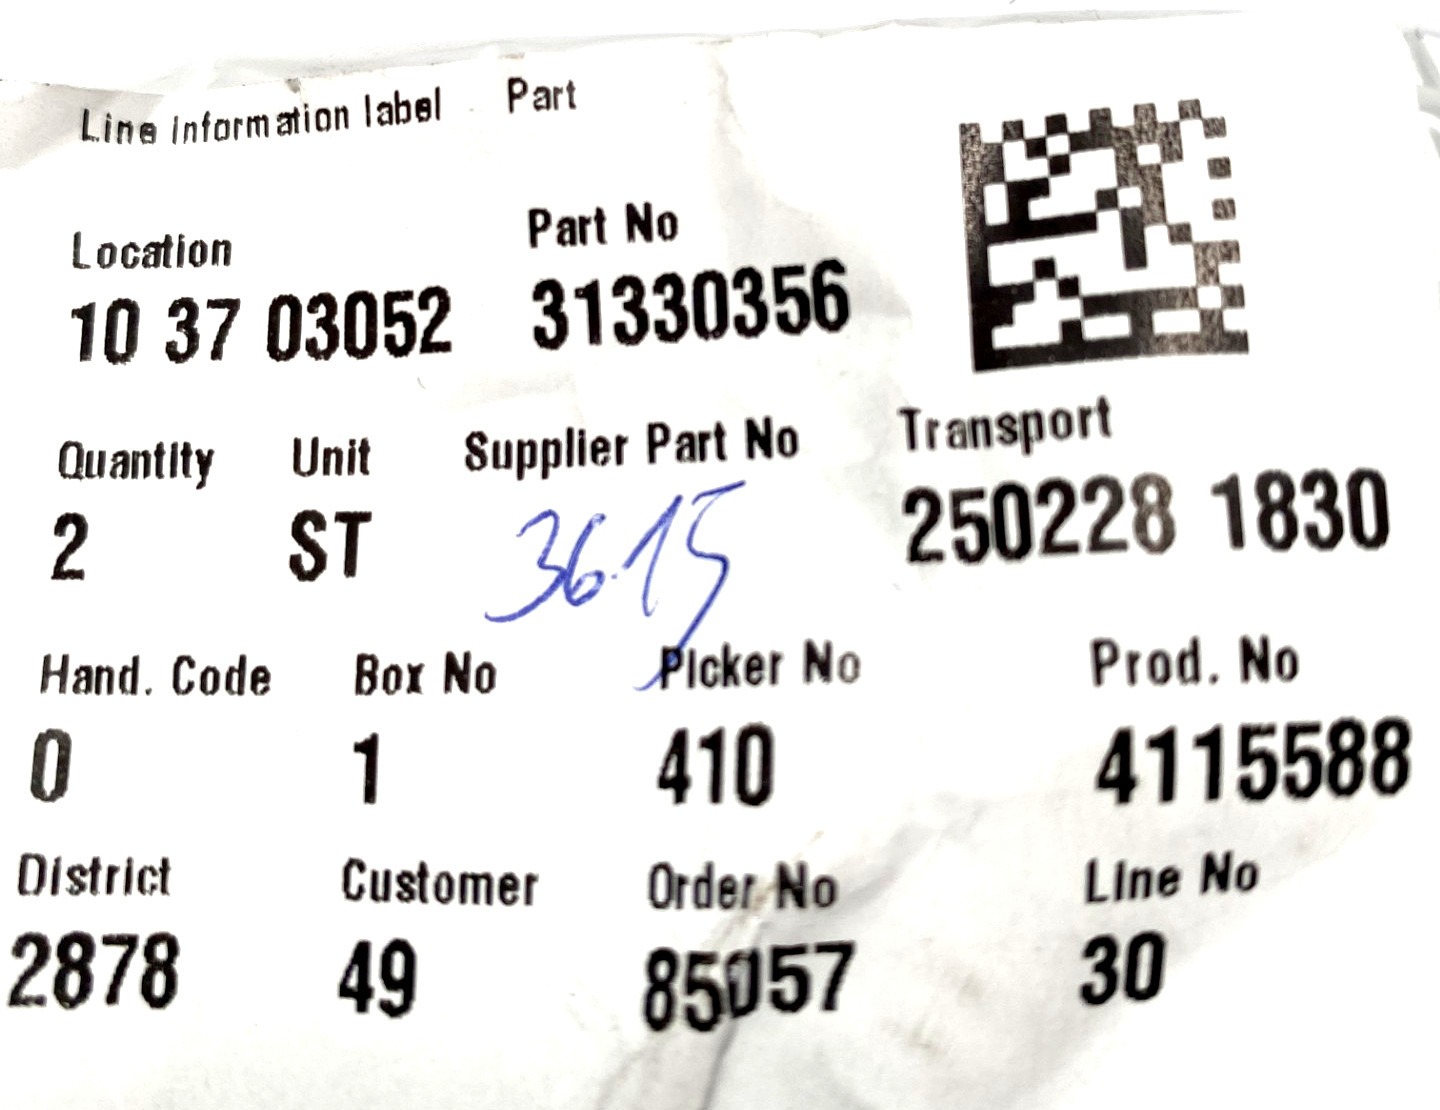 Line information label Part
Location Part No
10 37 03052 31330356
Quantity Unit Supplier Part No Transport
2 ST 36.15 250228 1830
Hand. Code Box No Picker No Prod. No
0 1 410 4115588
District Customer Order No Line No
2878 49 85057 30